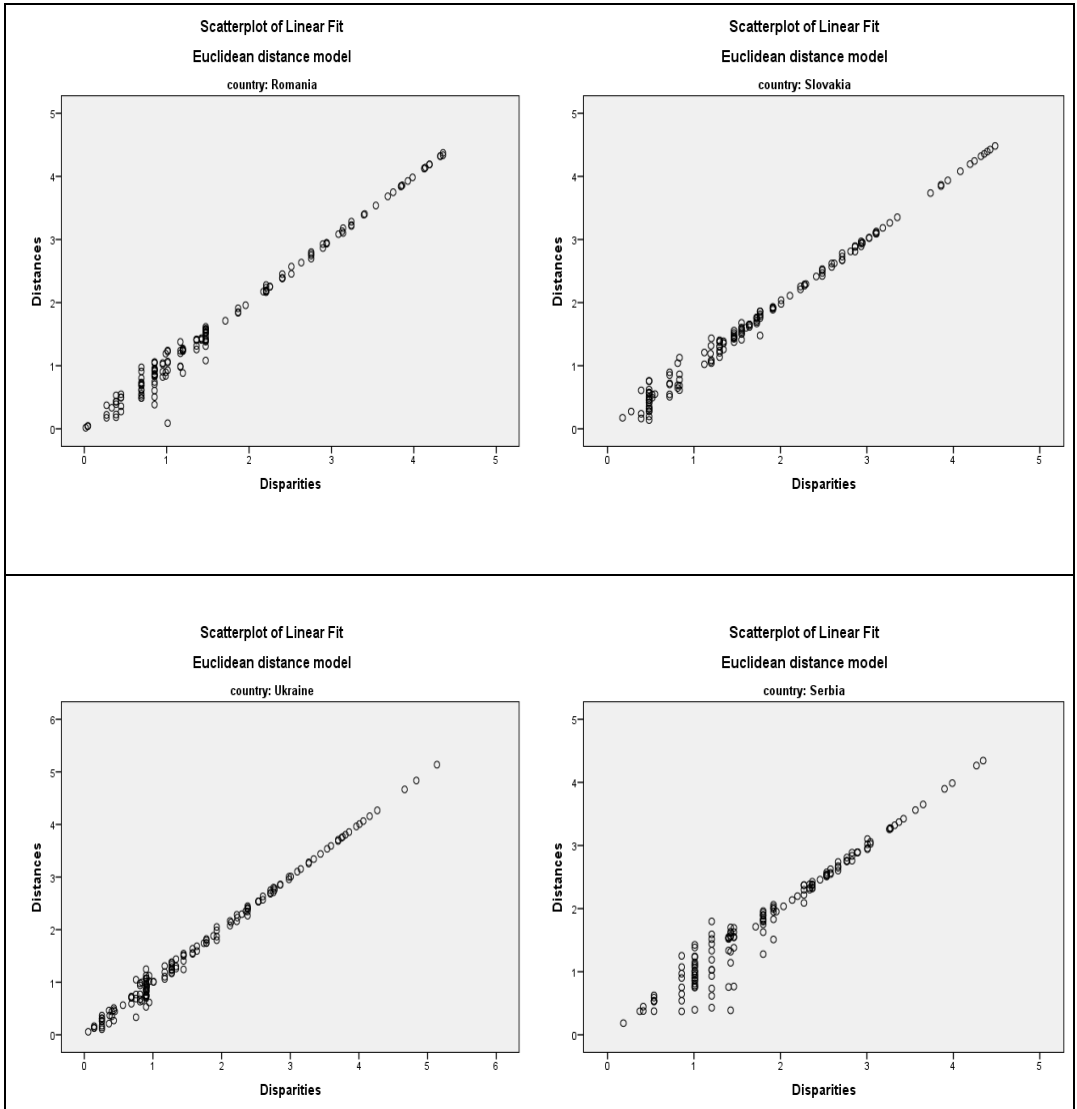 Scatterplot of Linear Fit
Euclidean distance model
country: Romania
5
4
3
2
1
0
Distances
0 1 2 3 4 5
Disparities
Scatterplot of Linear Fit
Euclidean distance model
country: Slovakia
5
4
3
2
1
0
Distances
0 1 2 3 4 5
Disparities
Scatterplot of Linear Fit
Euclidean distance model
country: Ukraine
6
5
4
3
2
1
0
Distances
0 1 2 3 4 5 6
Disparities
Scatterplot of Linear Fit
Euclidean distance model
country: Serbia
5
4
3
2
1
0
Distances
0 1 2 3 4 5
Disparities